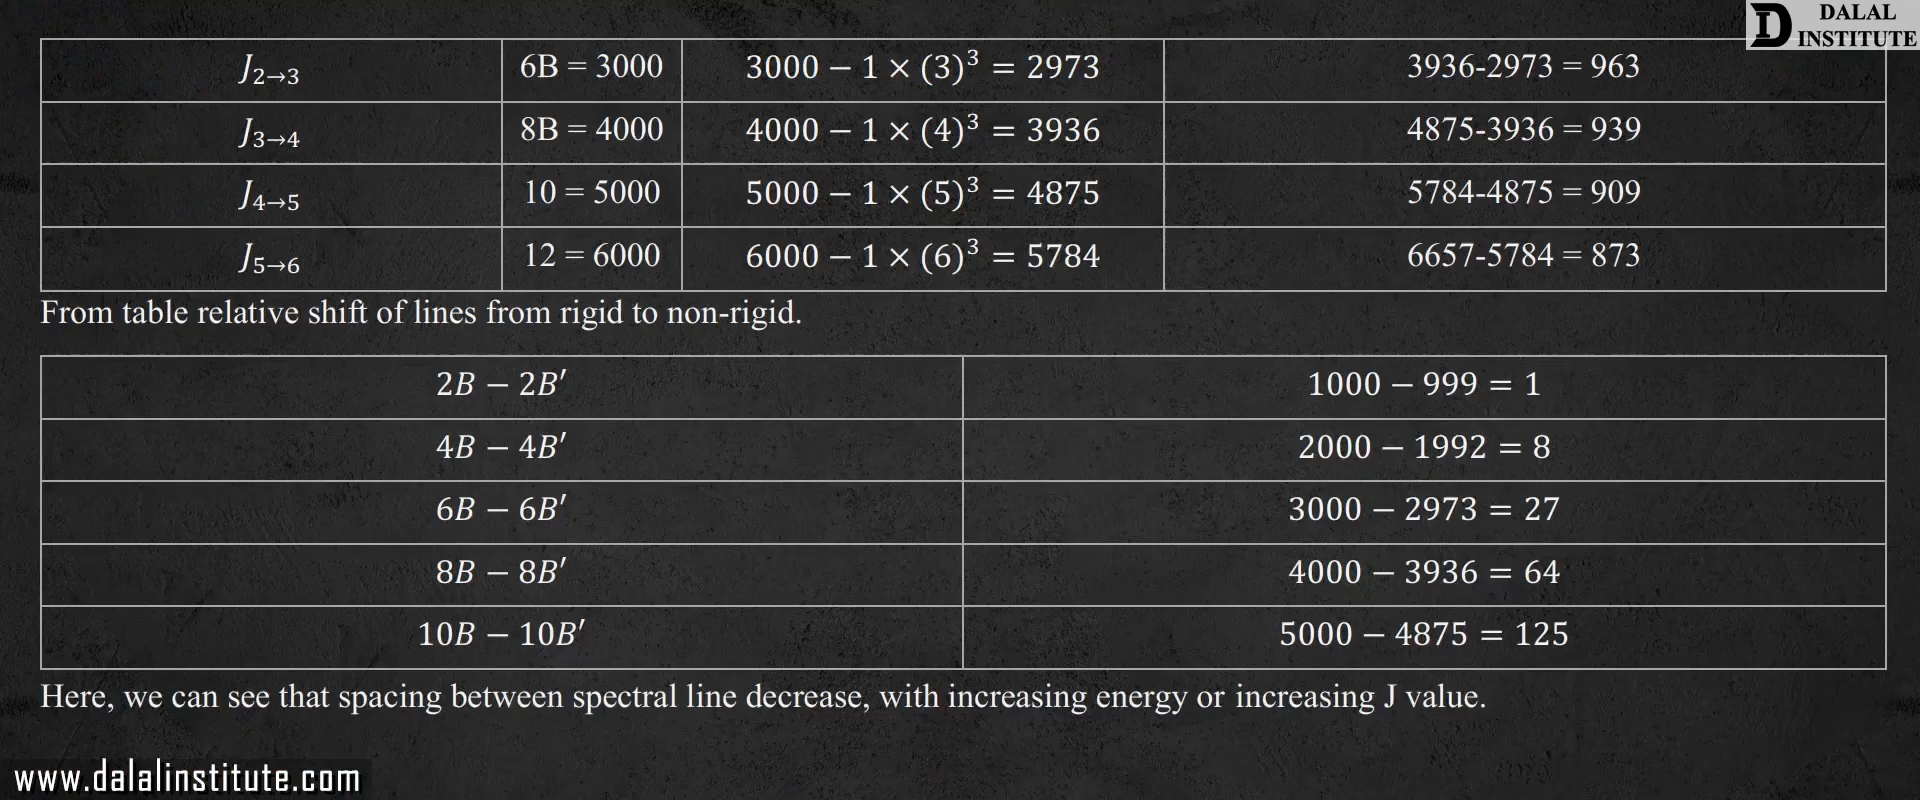 DALAL
INSTITUTE
J₂→₃ 6B = 3000 3000 − 1 × (3)³ = 2973 3936-2973 = 963
J₃→₄ 8B = 4000 4000 − 1 × (4)³ = 3936 4875-3936 = 939
J₄→₅ 10 = 5000 5000 − 1 × (5)³ = 4875 5784-4875 = 909
J₅→₆ 12 = 6000 6000 − 1 × (6)³ = 5784 6657-5784 = 873
From table relative shift of lines from rigid to non-rigid.
2B − 2B′ 1000 − 999 = 1
4B − 4B′ 2000 − 1992 = 8
6B − 6B′ 3000 − 2973 = 27
8B − 8B′ 4000 − 3936 = 64
10B − 10B′ 5000 − 4875 = 125
Here, we can see that spacing between spectral line decrease, with increasing energy or increasing J value.
www.dalalinstitute.com